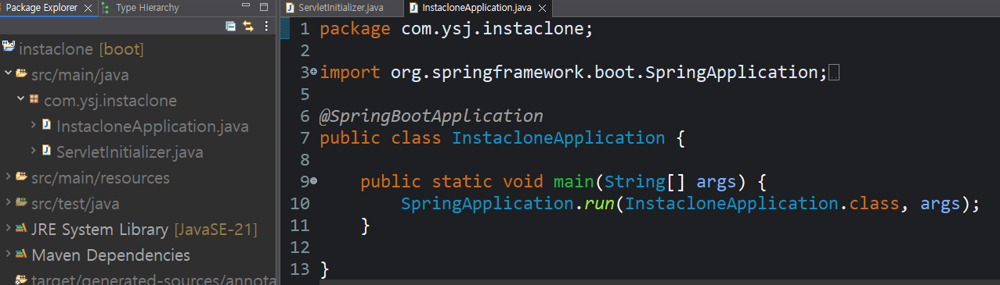 Package Explorer
Type Hierarchy
ServletInitializer.java
InstacloneApplication.java
instaclone [boot]
src/main/java
com.ysj.instaclone
InstacloneApplication.java
ServletInitializer.java
src/main/resources
src/test/java
JRE System Library [JavaSE-21]
Maven Dependencies
target/generated-sources/annota
1 package com.ysj.instaclone;
2
3 import org.springframework.boot.SpringApplication;
5
6 @SpringBootApplication
7 public class InstacloneApplication {
8
9     public static void main(String[] args) {
10         SpringApplication.run(InstacloneApplication.class, args);
11     }
12
13 }